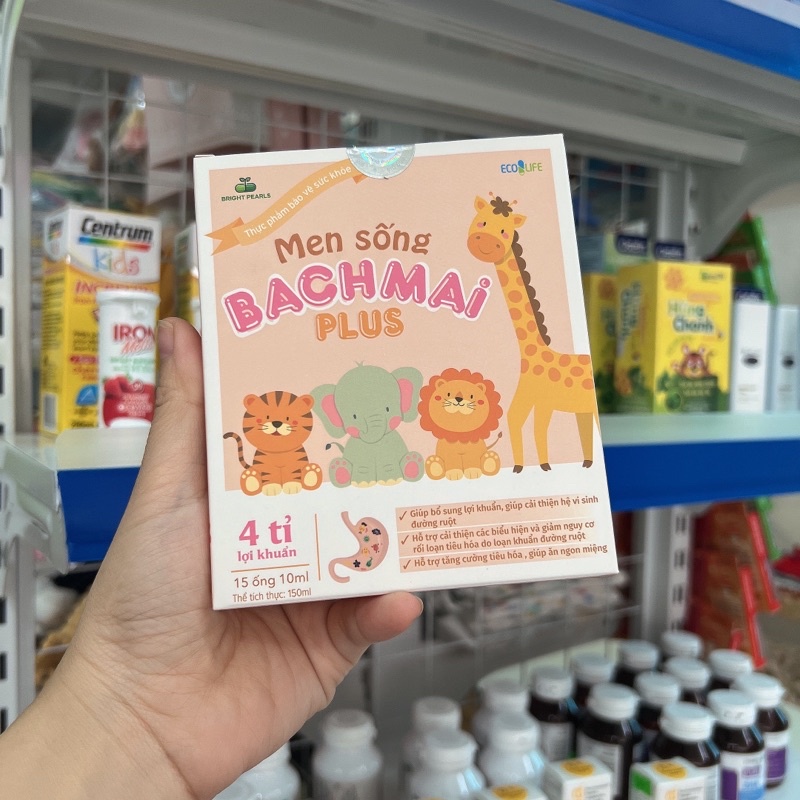 BRIGHT PEARLS
ECO LIFE
Thực phẩm bảo vệ sức khỏe
Men sống
BACHMAI
PLUS
4 tỉ
lợi khuẩn
15 ống 10ml
Thể tích thực: 150ml
✓ Giúp bổ sung lợi khuẩn, giúp cải thiện hệ vi sinh
đường ruột
✓ Hỗ trợ cải thiện các biểu hiện và giảm nguy cơ
rối loạn tiêu hóa do loạn khuẩn đường ruột
✓ Hỗ trợ tăng cường tiêu hóa , giúp ăn ngon miệng
Centrum
Kids
IRON
Hồng
Chanh